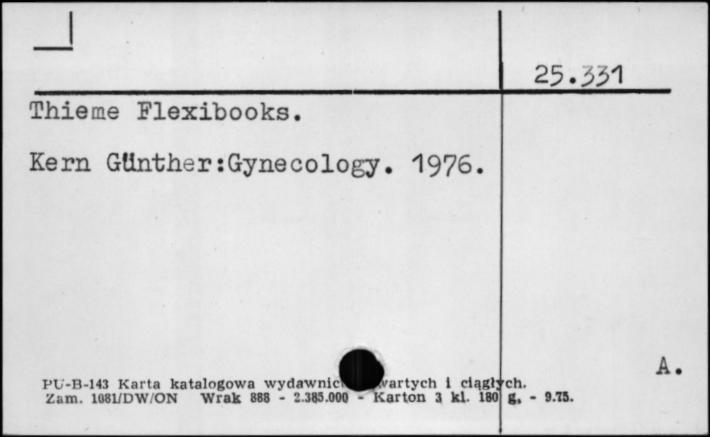 25.331
Thieme Flexibooks.
Kern Günther:Gynecology. 1976.
A.
PU-B-143 Karta katalogowa wydawnic wartych i ciągłych.
Zam. 1081/DW/ON Wrak 888 - 2.385.000 - Karton 3 kl. 180 g. - 9.75.